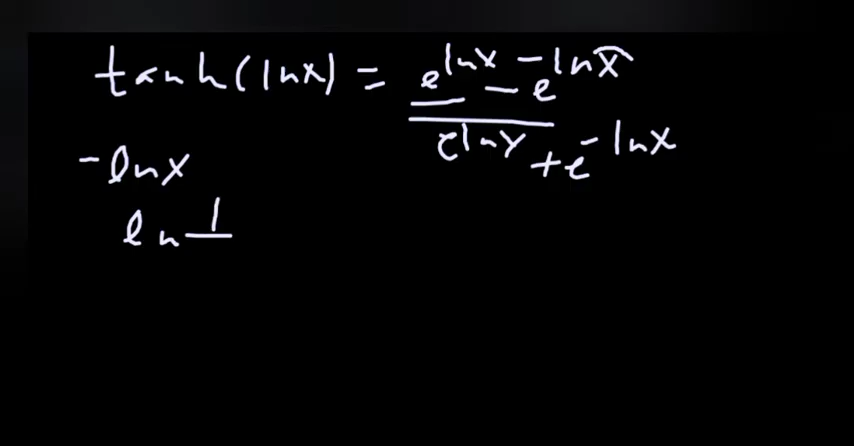 tanh(lnx) = (e^lnx - e^-lnx)/(e^lnx + e^-lnx)
-lnx
ln 1/